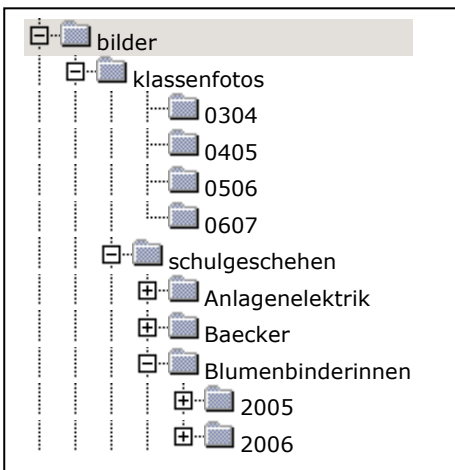 bilder
klassenfotos
0304
0405
0506
0607
schulgeschehen
Anlagenelektrik
Baecker
Blumenbinderinnen
2005
2006